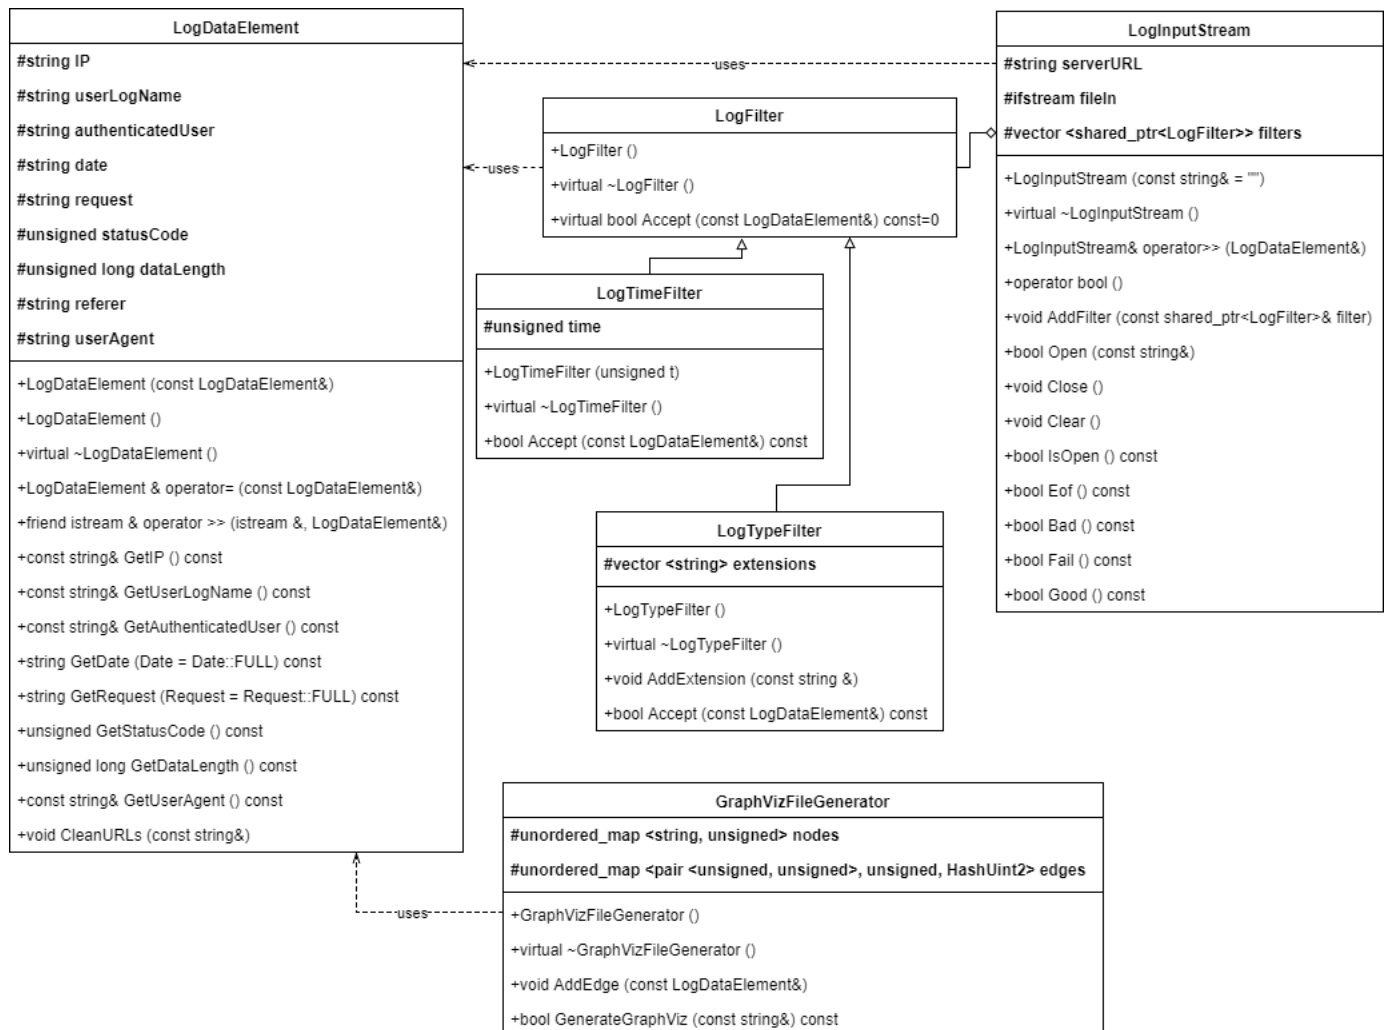 LogDataElement
#string IP
#string userLogName
#string authenticatedUser
#string date
#string request
#unsigned statusCode
#unsigned long dataLength
#string referer
#string userAgent
+LogDataElement (const LogDataElement&)
+LogDataElement ()
+virtual ~LogDataElement ()
+LogDataElement & operator= (const LogDataElement&)
+friend istream & operator >> (istream &, LogDataElement&)
+const string& GetIP () const
+const string& GetUserLogName () const
+const string& GetAuthenticatedUser () const
+string GetDate (Date = Date::FULL) const
+string GetRequest (Request = Request::FULL) const
+unsigned GetStatusCode () const
+unsigned long GetDataLength () const
+const string& GetUserAgent () const
+void CleanURLs (const string&)
uses
uses
LogFilter
+LogFilter ()
+virtual ~LogFilter ()
+virtual bool Accept (const LogDataElement&) const=0
LogTimeFilter
#unsigned time
+LogTimeFilter (unsigned t)
+virtual ~LogTimeFilter ()
+bool Accept (const LogDataElement&) const
LogTypeFilter
#vector <string> extensions
+LogTypeFilter ()
+virtual ~LogTypeFilter ()
+void AddExtension (const string &)
+bool Accept (const LogDataElement&) const
LogInputStream
#string serverURL
#ifstream fileIn
#vector <shared_ptr<LogFilter>> filters
+LogInputStream (const string& = "")
+virtual ~LogInputStream ()
+LogInputStream& operator>> (LogDataElement&)
+operator bool ()
+void AddFilter (const shared_ptr<LogFilter>& filter)
+bool Open (const string&)
+void Close ()
+void Clear ()
+bool IsOpen () const
+bool Eof () const
+bool Bad () const
+bool Fail () const
+bool Good () const
uses
GraphVizFileGenerator
#unordered_map <string, unsigned> nodes
#unordered_map <pair <unsigned, unsigned>, unsigned, HashUint2> edges
+GraphVizFileGenerator ()
+virtual ~GraphVizFileGenerator ()
+void AddEdge (const LogDataElement&)
+bool GenerateGraphViz (const string&) const